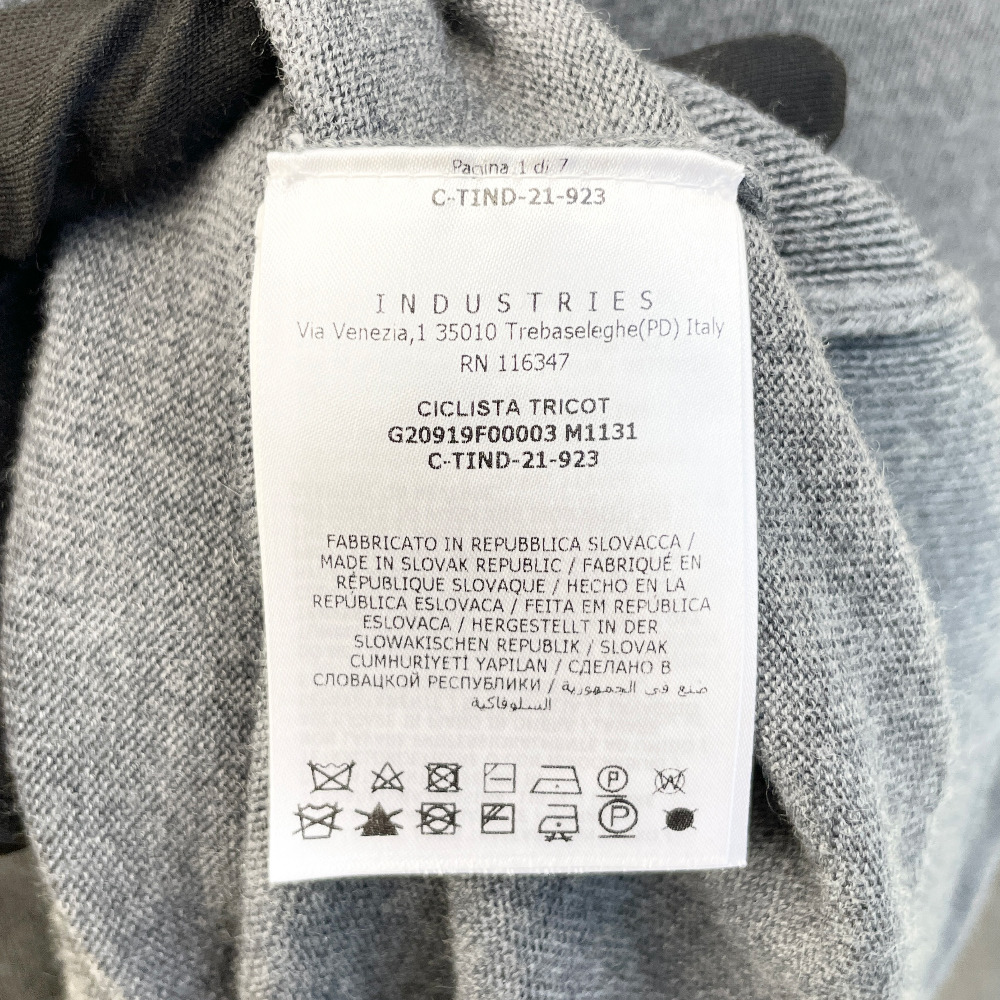 Pagina 1 di 7
C-TIND-21-923
INDUSTRIES
Via Venezia,1 35010 Trebaseleghe(PD) Italy
RN 116347
CICLISTA TRICOT
G20919F00003 M1131
C-TIND-21-923
FABBRICATO IN REPUBBLICA SLOVACCA /
MADE IN SLOVAK REPUBLIC / FABRIQUÉ EN
RÉPUBLIQUE SLOVAQUE / HECHO EN LA
REPÚBLICA ESLOVACA / FEITA EM REPÚBLICA
ESLOVACA / HERGESTELLT IN DER
SLOWAKISCHEN REPUBLIK / SLOVAK
CUMHURİYETİ YAPILAN / СДЕЛАНО В
СЛОВАЦКОЙ РЕСПУБЛИКИ / صنع في الجمهورية
السلوفاكية
P W
P